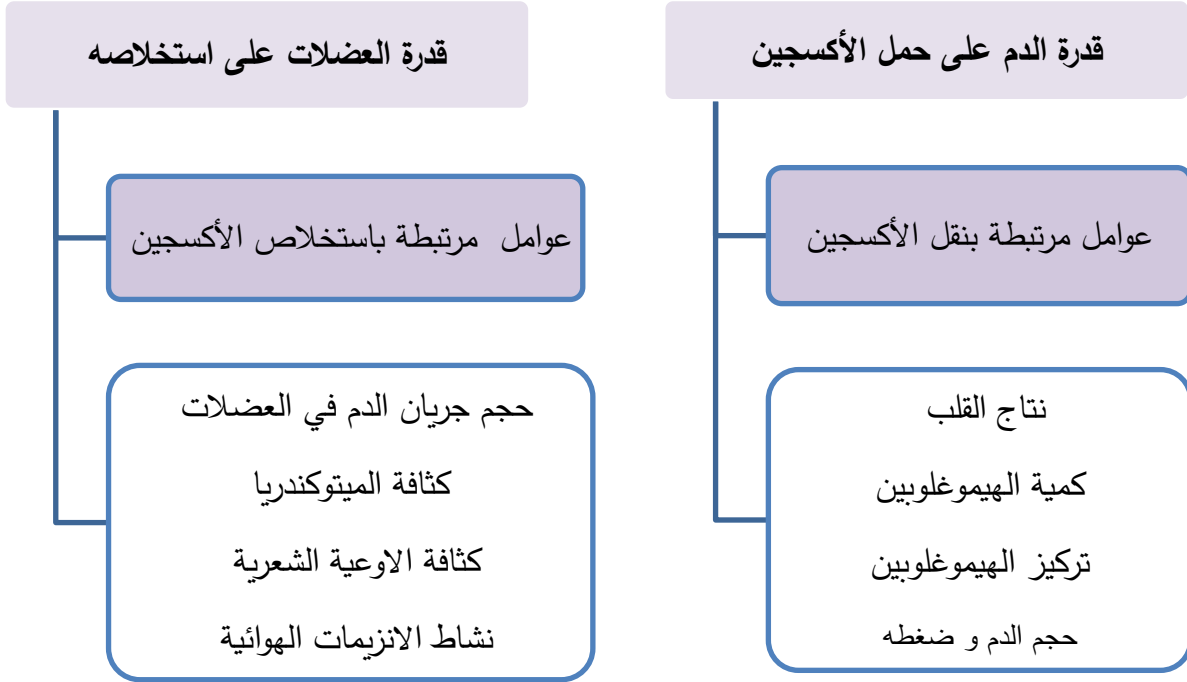 قدرة الدم على حمل الأكسجين
عوامل مرتبطة بنقل الأكسجين
نتاج القلب
كمية الهيموغلوبين
تركيز الهيموغلوبين
حجم الدم و ضغطه
قدرة العضلات على استخلاصه
عوامل مرتبطة باستخلاص الأكسجين
حجم جريان الدم في العضلات
كثافة الميتوكندريا
كثافة الاوعية الشعرية
نشاط الانزيمات الهوائية